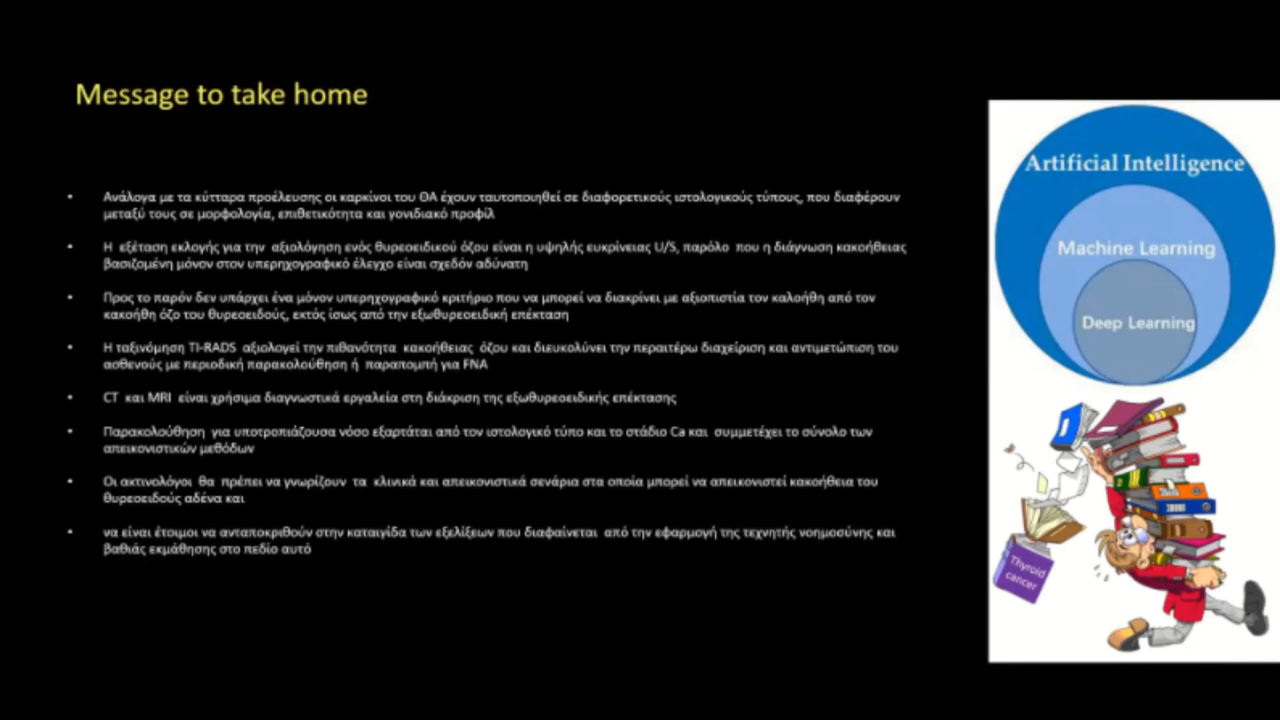 Message to take home
• Ανάλογα με τα κύτταρα προέλευσης οι καρκίνοι του ΘΑ έχουν ταυτοποιηθεί σε διαφορετικούς ιστολογικούς τύπους, που διαφέρουν
μεταξύ τους σε μορφολογία, επιθετικότητα και γονιδιακό προφίλ
• Η εξέταση εκλογής για την αξιολόγηση ενός θυρεοειδικού όζου είναι η υψηλής ευκρίνειας U/S, παρόλο που η διάγνωση κακοήθειας
βασιζομένη μόνον στον υπερηχογραφικό έλεγχο είναι σχεδόν αδύνατη
• Προς το παρόν δεν υπάρχει ένα μόνον υπερηχογραφικό κριτήριο που να μπορεί να διακρίνει με αξιοπιστία τον καλοήθη από τον
κακοήθη όζο του θυρεοειδούς, εκτός ίσως από την εξωθυρεοειδική επέκταση
• Η ταξινόμηση TI-RADS αξιολογεί την πιθανότητα κακοήθειας όζου και διευκολύνει την περαιτέρω διαχείριση και αντιμετώπιση του
ασθενούς με περιοδική παρακολούθηση ή παραπομπή για FNA
• CT και MRI είναι χρήσιμα διαγνωστικά εργαλεία στη διάκριση της εξωθυρεοειδικής επέκτασης
• Παρακολούθηση για υποτροπιάζουσα νόσο εξαρτάται από τον ιστολογικό τύπο και το στάδιο Ca και συμμετέχει το σύνολο των
απεικονιστικών μεθόδων
• Οι ακτινολόγοι θα πρέπει να γνωρίζουν τα κλινικά και απεικονιστικά σενάρια στα οποία μπορεί να απεικονιστεί κακοήθεια του
θυρεοειδούς αδένα και
• να είναι έτοιμοι να ανταποκριθούν στην καταιγίδα των εξελίξεων που διαφαίνεται από την εφαρμογή της τεχνητής νοημοσύνης και
βαθιάς εκμάθησης στο πεδίο αυτό
Artificial Intelligence
Machine Learning
Deep Learning
Thyroid
cancer